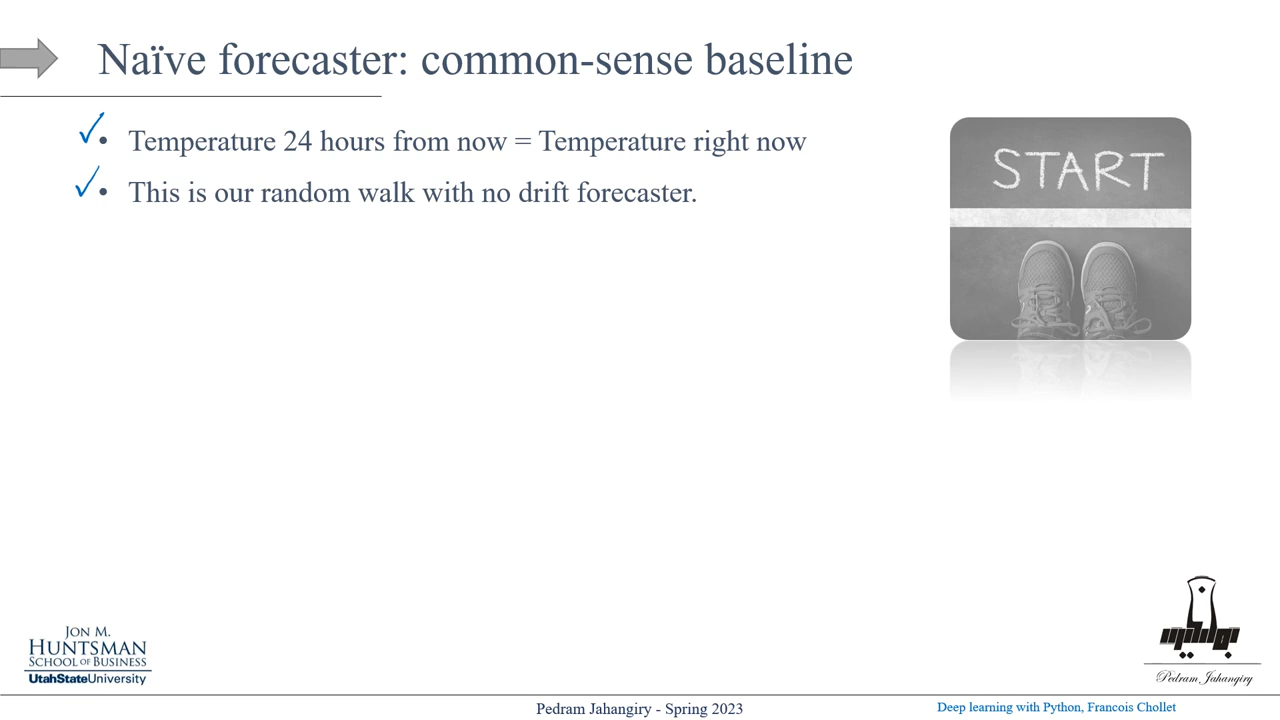 Naïve forecaster: common-sense baseline
• Temperature 24 hours from now = Temperature right now
• This is our random walk with no drift forecaster.
START
JON M.
HUNTSMAN
SCHOOL OF BUSINESS
UtahStateUniversity
Pedram Jahangiry
Pedram Jahangiry - Spring 2023
Deep learning with Python, Francois Chollet